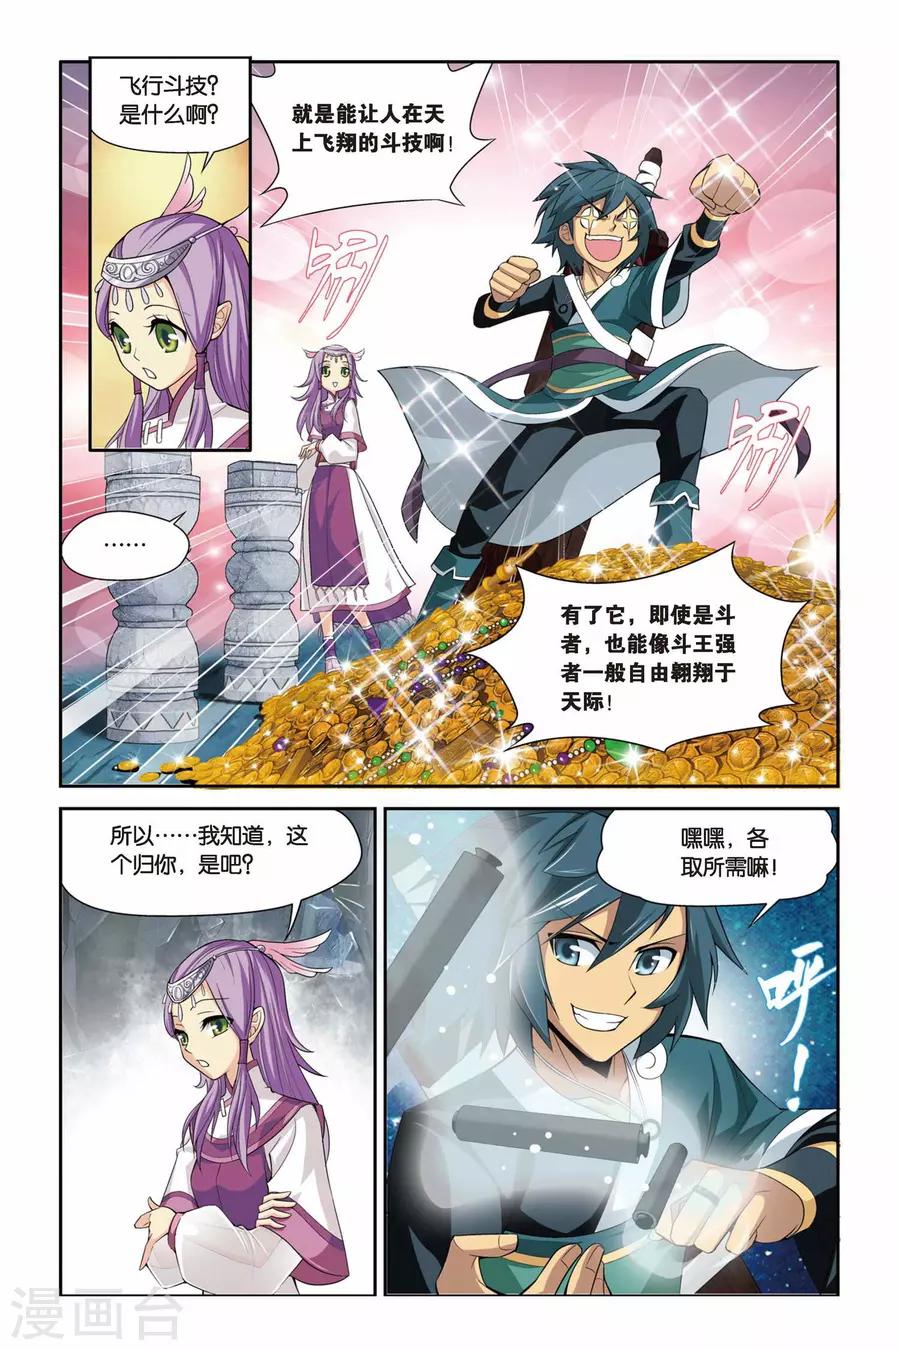 飞行斗技？
是什么啊？
就是能让人在天
上飞翔的斗技啊！
唰
唰
……
有了它，即使是斗
者，也能像斗王强
者一般自由翱翔于
天际！
所以……我知道，这
个归你，是吧？
嘿嘿，各
取所需嘛！
呼！
漫画台